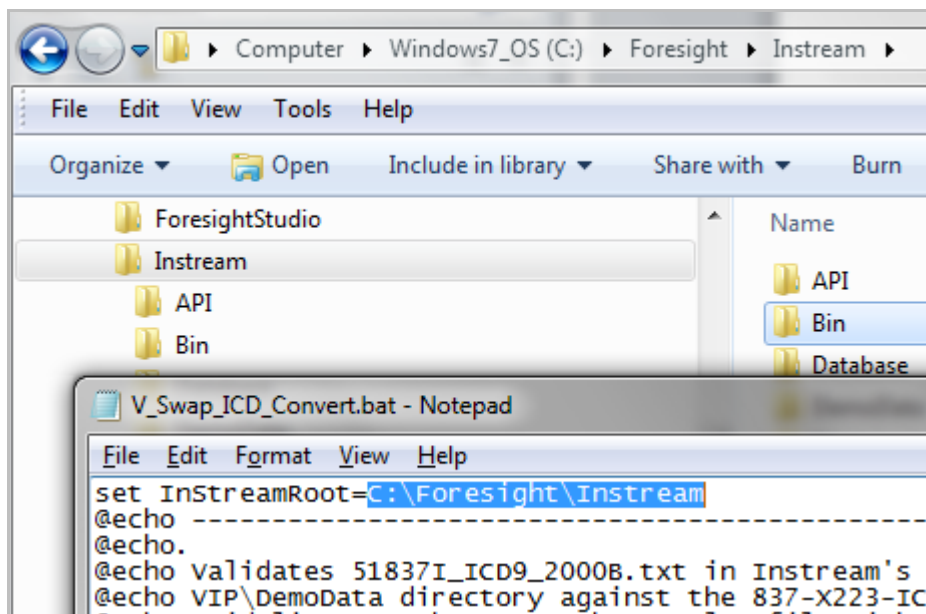 Computer Windows7_OS (C:) Foresight Instream
File Edit View Tools Help
Organize Open Include in library Share with Burn
ForesightStudio
Instream
API
Bin
Name
API
Bin
Database
V_Swap_ICD_Convert.bat - Notepad
File Edit Format View Help
set InStreamRoot=C:\Foresight\Instream
@echo -----------------------------------------------
@echo.
@echo Validates 51837I_ICD9_2000B.txt in Instream's
@echo VIP\DemoData directory against the 837-X223-IC